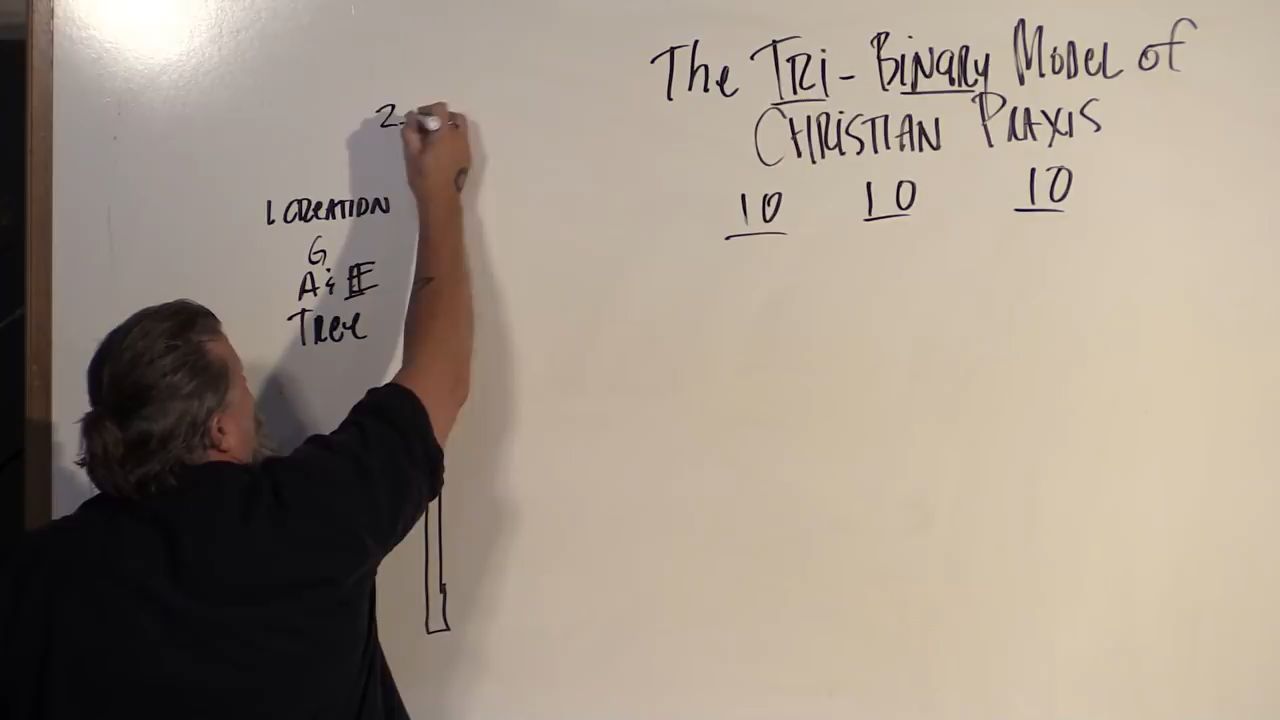 The TRi-BiNARY MODEL of
CHRiSTIAN PRAXIS
10 10 10
2
1 CREATION
G
A & E
TREE